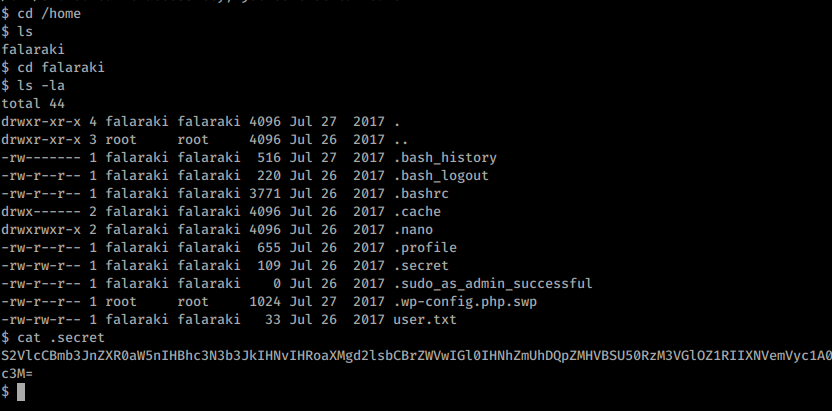 $ cd /home
$ ls
falaraki
$ cd falaraki
$ ls -la
total 44
drwxr-xr-x 4 falaraki falaraki 4096 Jul 27  2017 .
drwxr-xr-x 3 root     root     4096 Jul 26  2017 ..
-rw------- 1 falaraki falaraki  516 Jul 27  2017 .bash_history
-rw-r--r-- 1 falaraki falaraki  220 Jul 26  2017 .bash_logout
-rw-r--r-- 1 falaraki falaraki 3771 Jul 26  2017 .bashrc
drwx------ 2 falaraki falaraki 4096 Jul 26  2017 .cache
drwxrwxr-x 2 falaraki falaraki 4096 Jul 26  2017 .nano
-rw-r--r-- 1 falaraki falaraki  655 Jul 26  2017 .profile
-rw-rw-r-- 1 falaraki falaraki  109 Jul 26  2017 .secret
-rw-r--r-- 1 falaraki falaraki    0 Jul 26  2017 .sudo_as_admin_successful
-rw-r--r-- 1 root     root     1024 Jul 27  2017 .wp-config.php.swp
-rw-rw-r-- 1 falaraki falaraki   33 Jul 26  2017 user.txt
$ cat .secret
S2VlcCBmb3JnZXR0aW5nIHBhc3N3b3JkIHNvIHRoaXMgd2lsbCBrZWVwIGl0IHNhZmUhDQpZMHVBSU50RzM3VGlOZ1RIIXNVemVyc1A0
c3M=
$